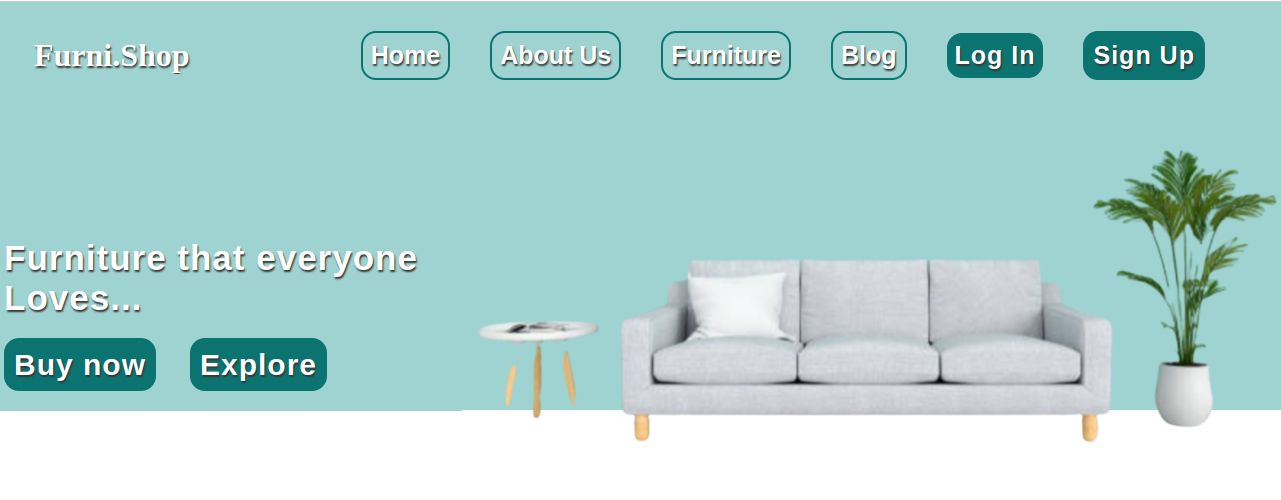 Furni.Shop
Home
About Us
Furniture
Blog
Log In
Sign Up
Furniture that everyone
Loves...
Buy now
Explore